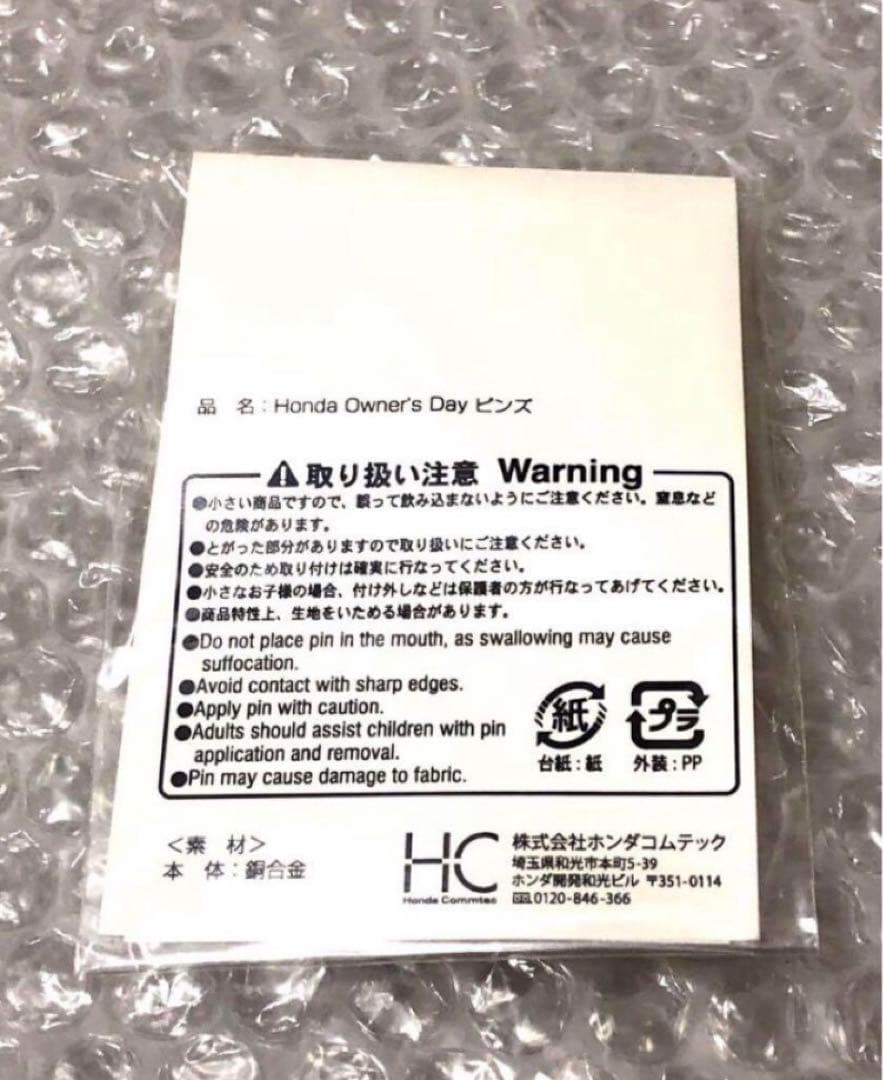 品 名：Honda Owner's Day ピンズ
取り扱い注意 Warning
●小さい商品ですので、誤って飲み込まないようにご注意ください。窒息など
の危険があります。
●とがった部分がありますので取り扱いにご注意ください。
●安全のため取り付けは確実に行なってください。
●小さなお子様の場合、付け外しなどは保護者の方が行なってあげてください。
●商品特性上、生地をいためる場合があります。
●Do not place pin in the mouth, as swallowing may cause
suffocation.
●Avoid contact with sharp edges.
●Apply pin with caution.
●Adults should assist children with pin
application and removal.
●Pin may cause damage to fabric.
紙 プラ
台紙：紙 外装：PP
＜素 材＞
本 体：銅合金
HC
Honda Commtec
株式会社ホンダコムテック
埼玉県和光市本町5-39
ホンダ開発和光ビル 〒351-0114
0120-846-366